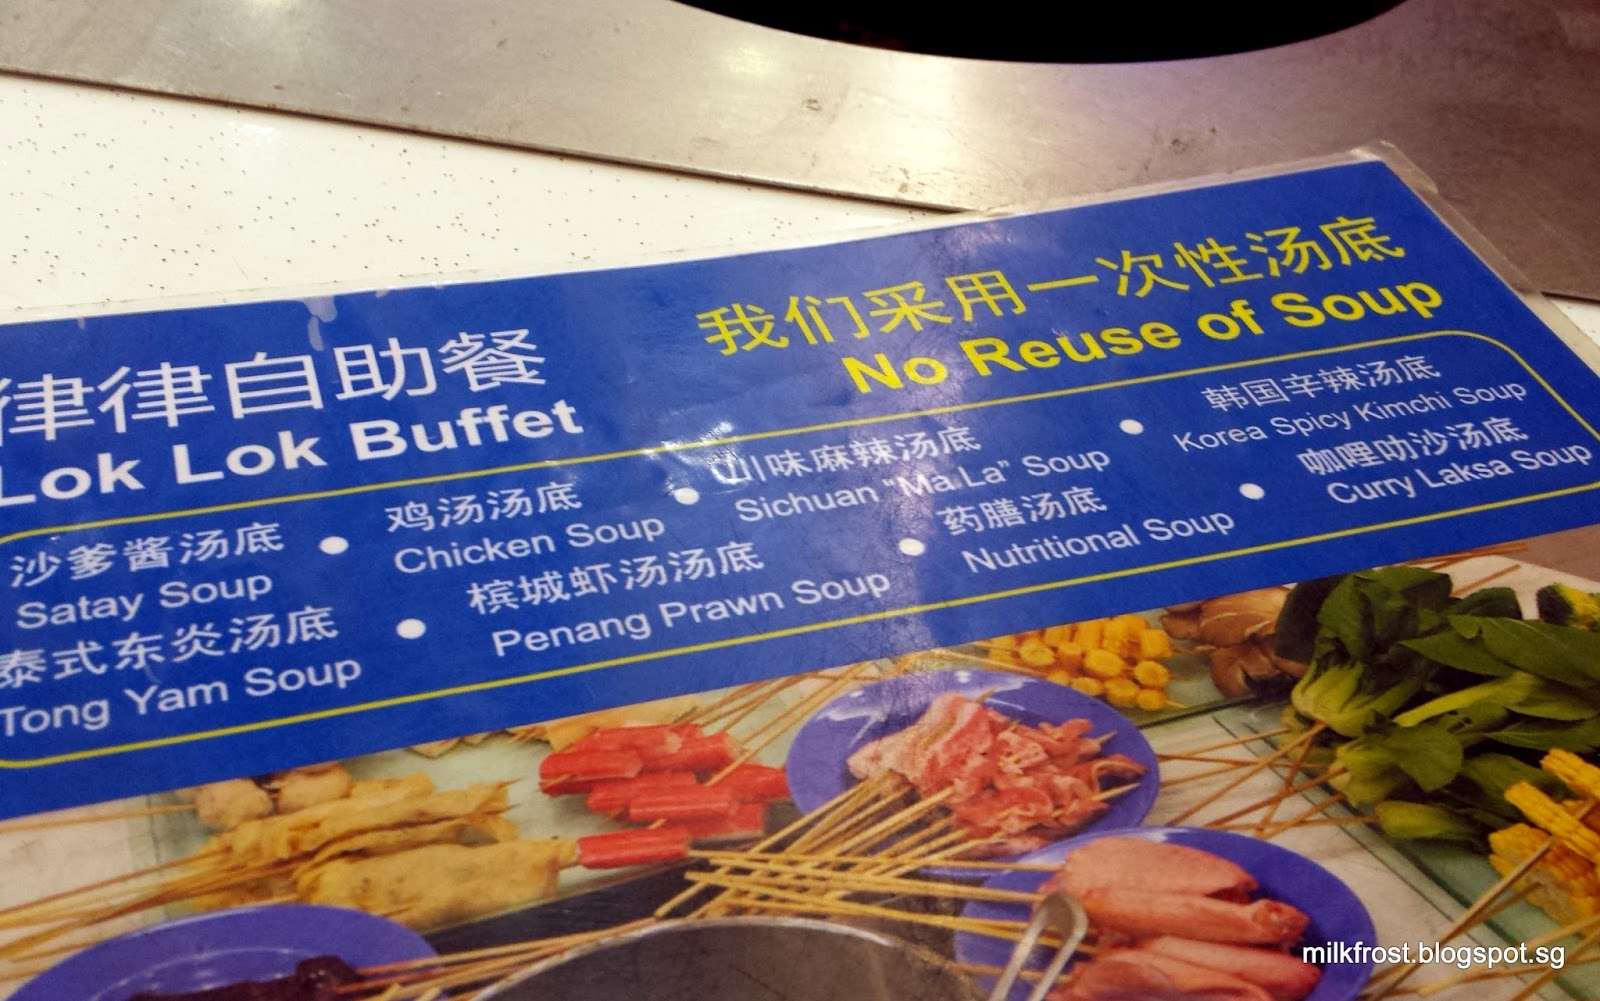 律律自助餐
Lok Lok Buffet
我们采用一次性汤底
No Reuse of Soup
沙爹酱汤底
Satay Soup
鸡汤汤底
Chicken Soup
川味麻辣汤底
Sichuan "Ma La" Soup
韩国辛辣汤底
Korea Spicy Kimchi Soup
泰式东炎汤底
Tong Yam Soup
槟城虾汤汤底
Penang Prawn Soup
药膳汤底
Nutritional Soup
咖哩叻沙汤底
Curry Laksa Soup
milkfrost.blogspot.sg